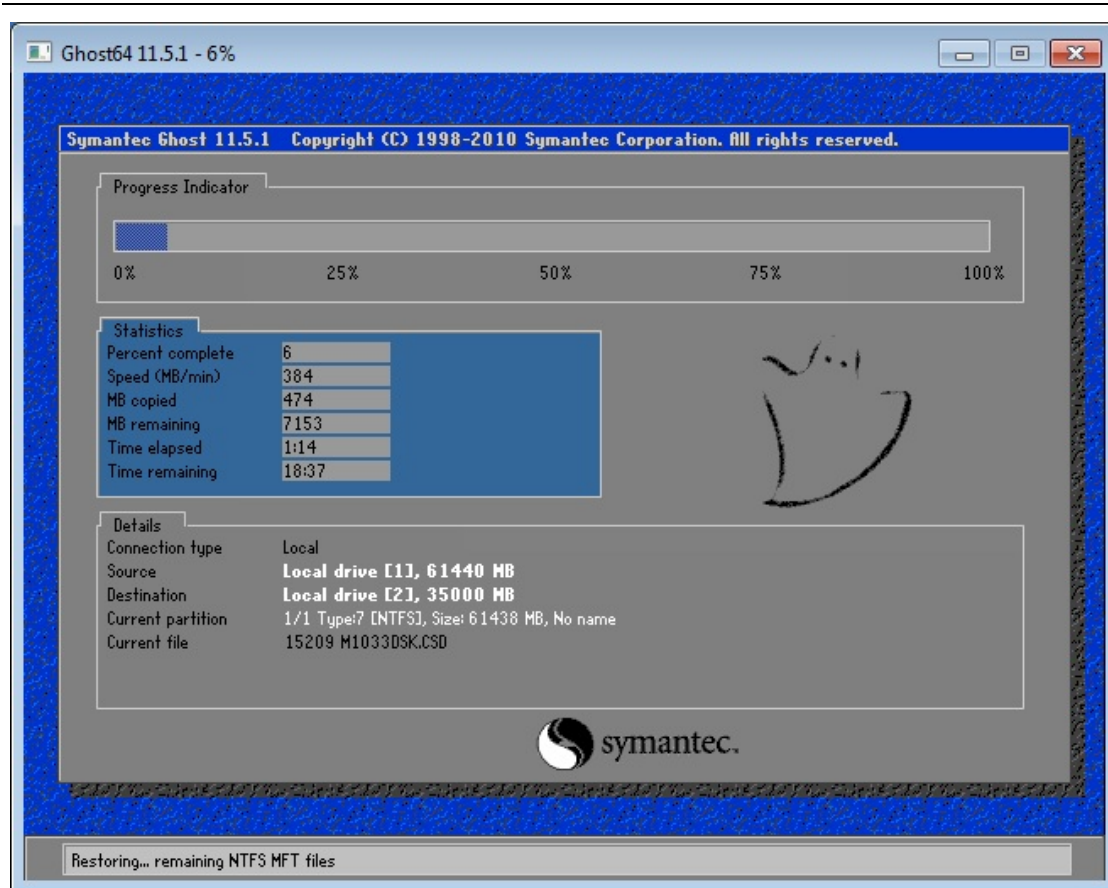 Ghost64 11.5.1 - 6%
Symantec Ghost 11.5.1 Copyright (C) 1998-2010 Symantec Corporation. All rights reserved.
Progress Indicator
0% 25% 50% 75% 100%
Statistics
Percent complete 6
Speed (MB/min) 384
MB copied 474
MB remaining 7153
Time elapsed 1:14
Time remaining 18:37
Details
Connection type Local
Source Local drive [1], 61440 MB
Destination Local drive [2], 35000 MB
Current partition 1/1 Type:7 [NTFS], Size: 61438 MB, No name
Current file 15209 M1033DSK.CSD
symantec.
Restoring... remaining NTFS MFT files